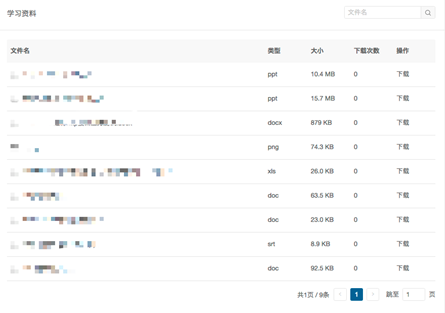 学习资料
文件名
文件名 类型 大小 下载次数 操作
ppt 10.4 MB 0 下载
ppt 15.7 MB 0 下载
docx 879 KB 0 下载
png 74.3 KB 0 下载
xls 26.0 KB 0 下载
doc 63.5 KB 0 下载
doc 23.0 KB 0 下载
srt 8.9 KB 0 下载
doc 92.5 KB 0 下载
共1页 / 9条 < 1 > 跳至 1 页